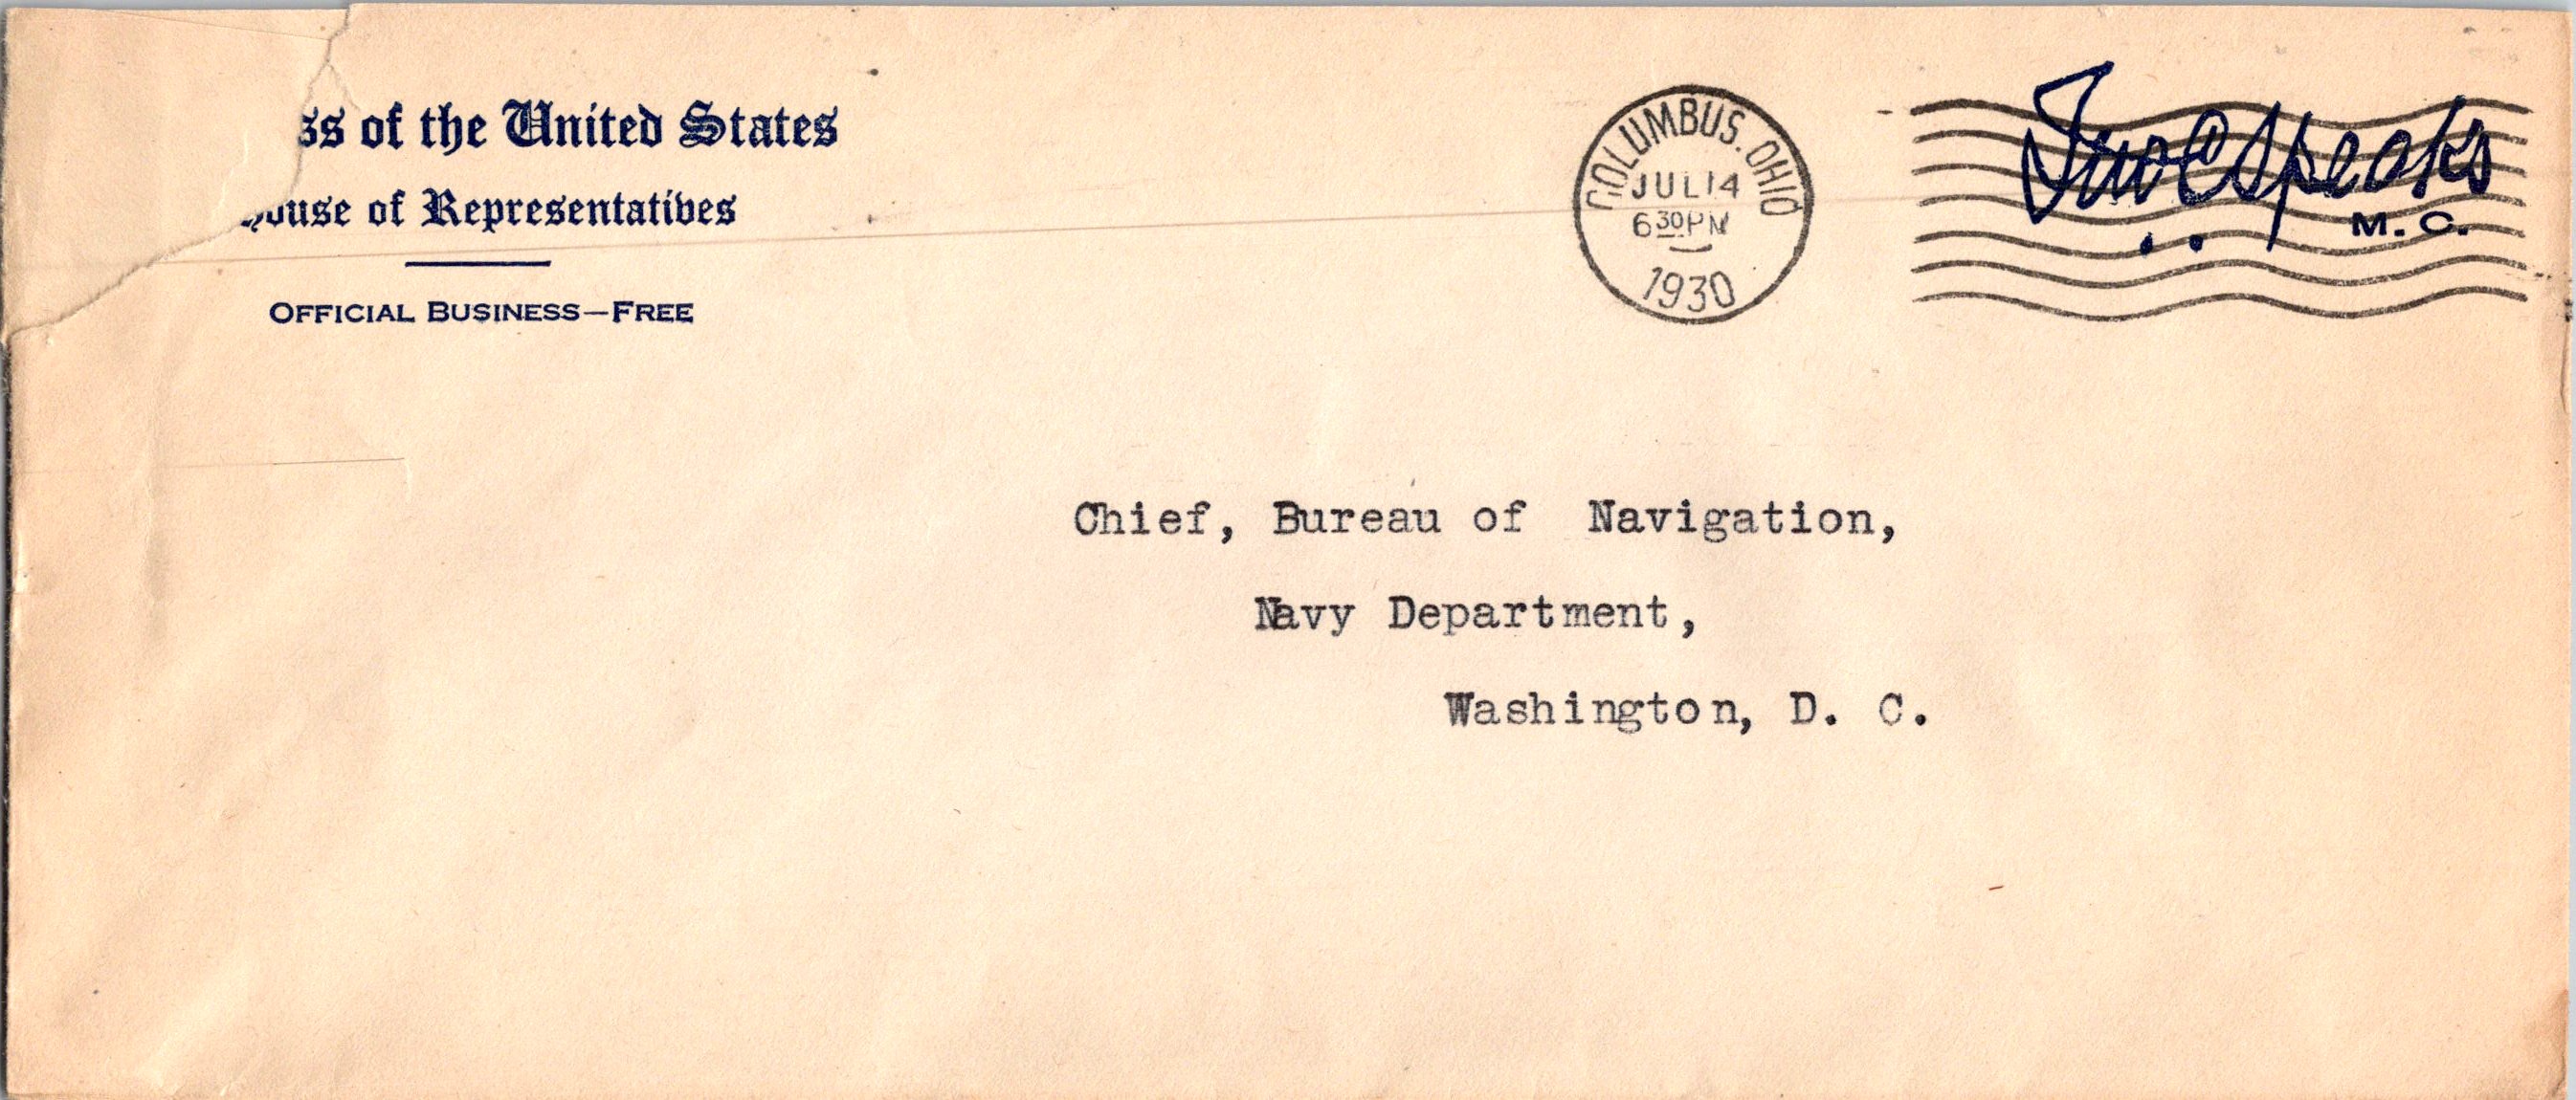 ss of the United States
ouse of Representatives
OFFICIAL BUSINESS—FREE
COLUMBUS. OHIO
JUL 14
6 30 PM
1930
Speaks
M. C.
Chief, Bureau of Navigation,
Navy Department,
Washington, D. C.